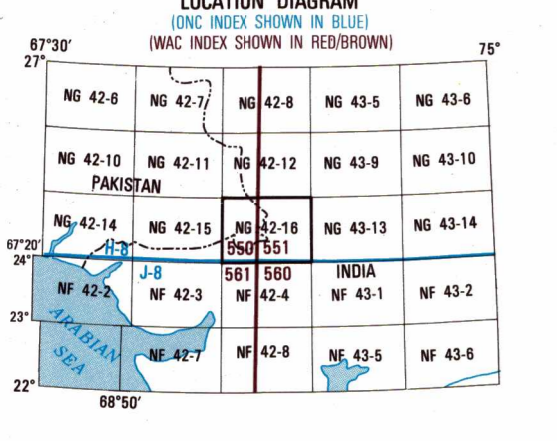 LOCATION DIAGRAM
(ONC INDEX SHOWN IN BLUE)
(WAC INDEX SHOWN IN RED/BROWN)
67°30' 75°
27°
NG 42-6 NG 42-7 NG 42-8 NG 43-5 NG 43-6
NG 42-10 NG 42-11 NG 42-12 NG 43-9 NG 43-10
PAKISTAN
NG 42-14 NG 42-15 NG 42-16 NG 43-13 NG 43-14
67°20' H-8 550 551
24°
J-8 561 560 INDIA
NF 42-2 NF 42-3 NF 42-4 NF 43-1 NF 43-2
23°
ARABIAN
SEA
NF 42-7 NF 42-8 NF 43-5 NF 43-6
22°
68°50'